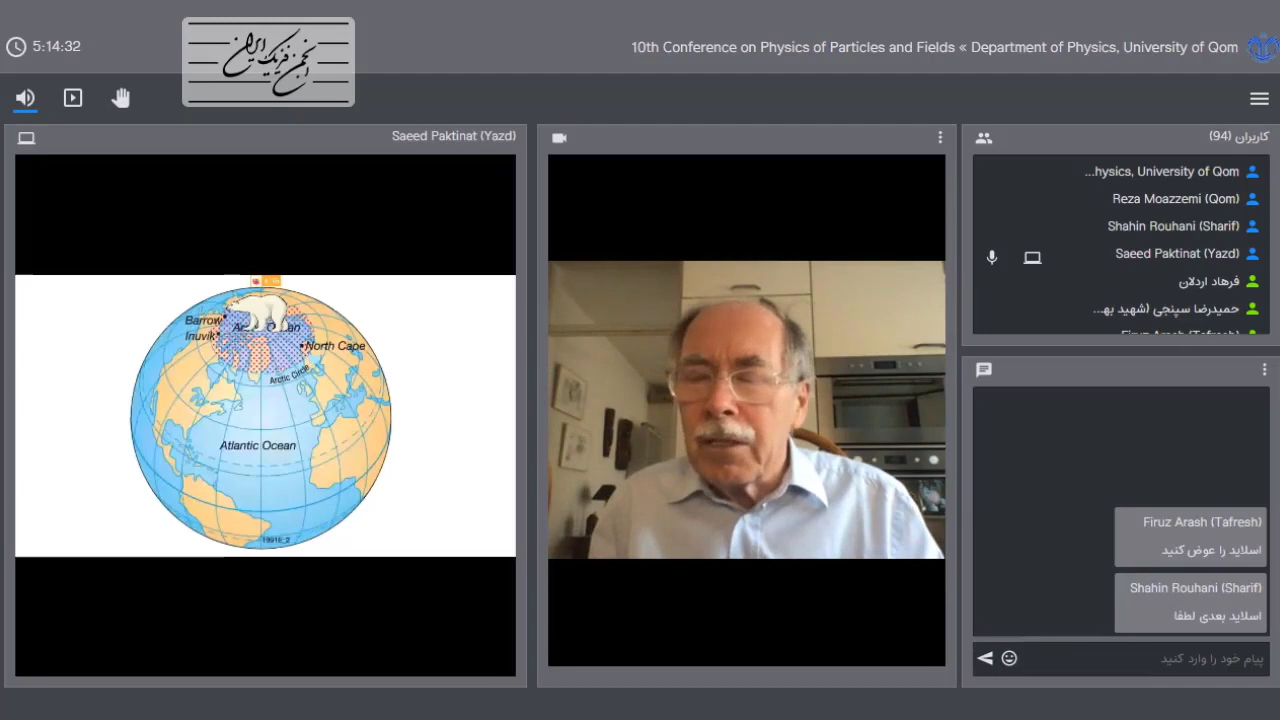 5:14:32
انجمن فیزیک ایران
10th Conference on Physics of Particles and Fields « Department of Physics, University of Qom
Saeed Paktinat (Yazd)
Barrow
Inuvik
North Cape
Arctic Circle
Atlantic Ocean
کاربران (94)
...hysics, University of Qom
Reza Moazzemi (Qom)
Shahin Rouhani (Sharif)
Saeed Paktinat (Yazd)
فرهاد اردلان
حمیدرضا سپنجی (شهید به...
Firuz Arash (Tafresh)
Firuz Arash (Tafresh)
اسلاید را عوض کنید
Shahin Rouhani (Sharif)
اسلاید بعدی لطفا
پیام خود را وارد کنید